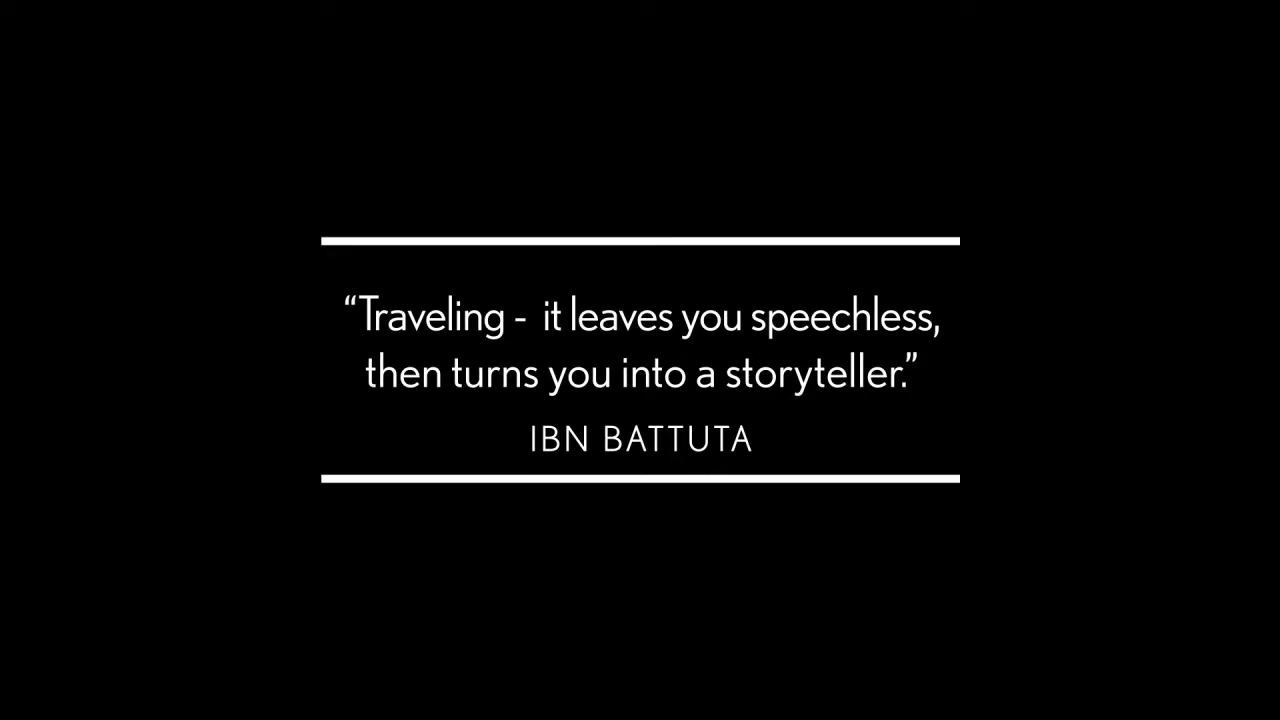 “Traveling -  it leaves you speechless,
then turns you into a storyteller.”
IBN BATTUTA